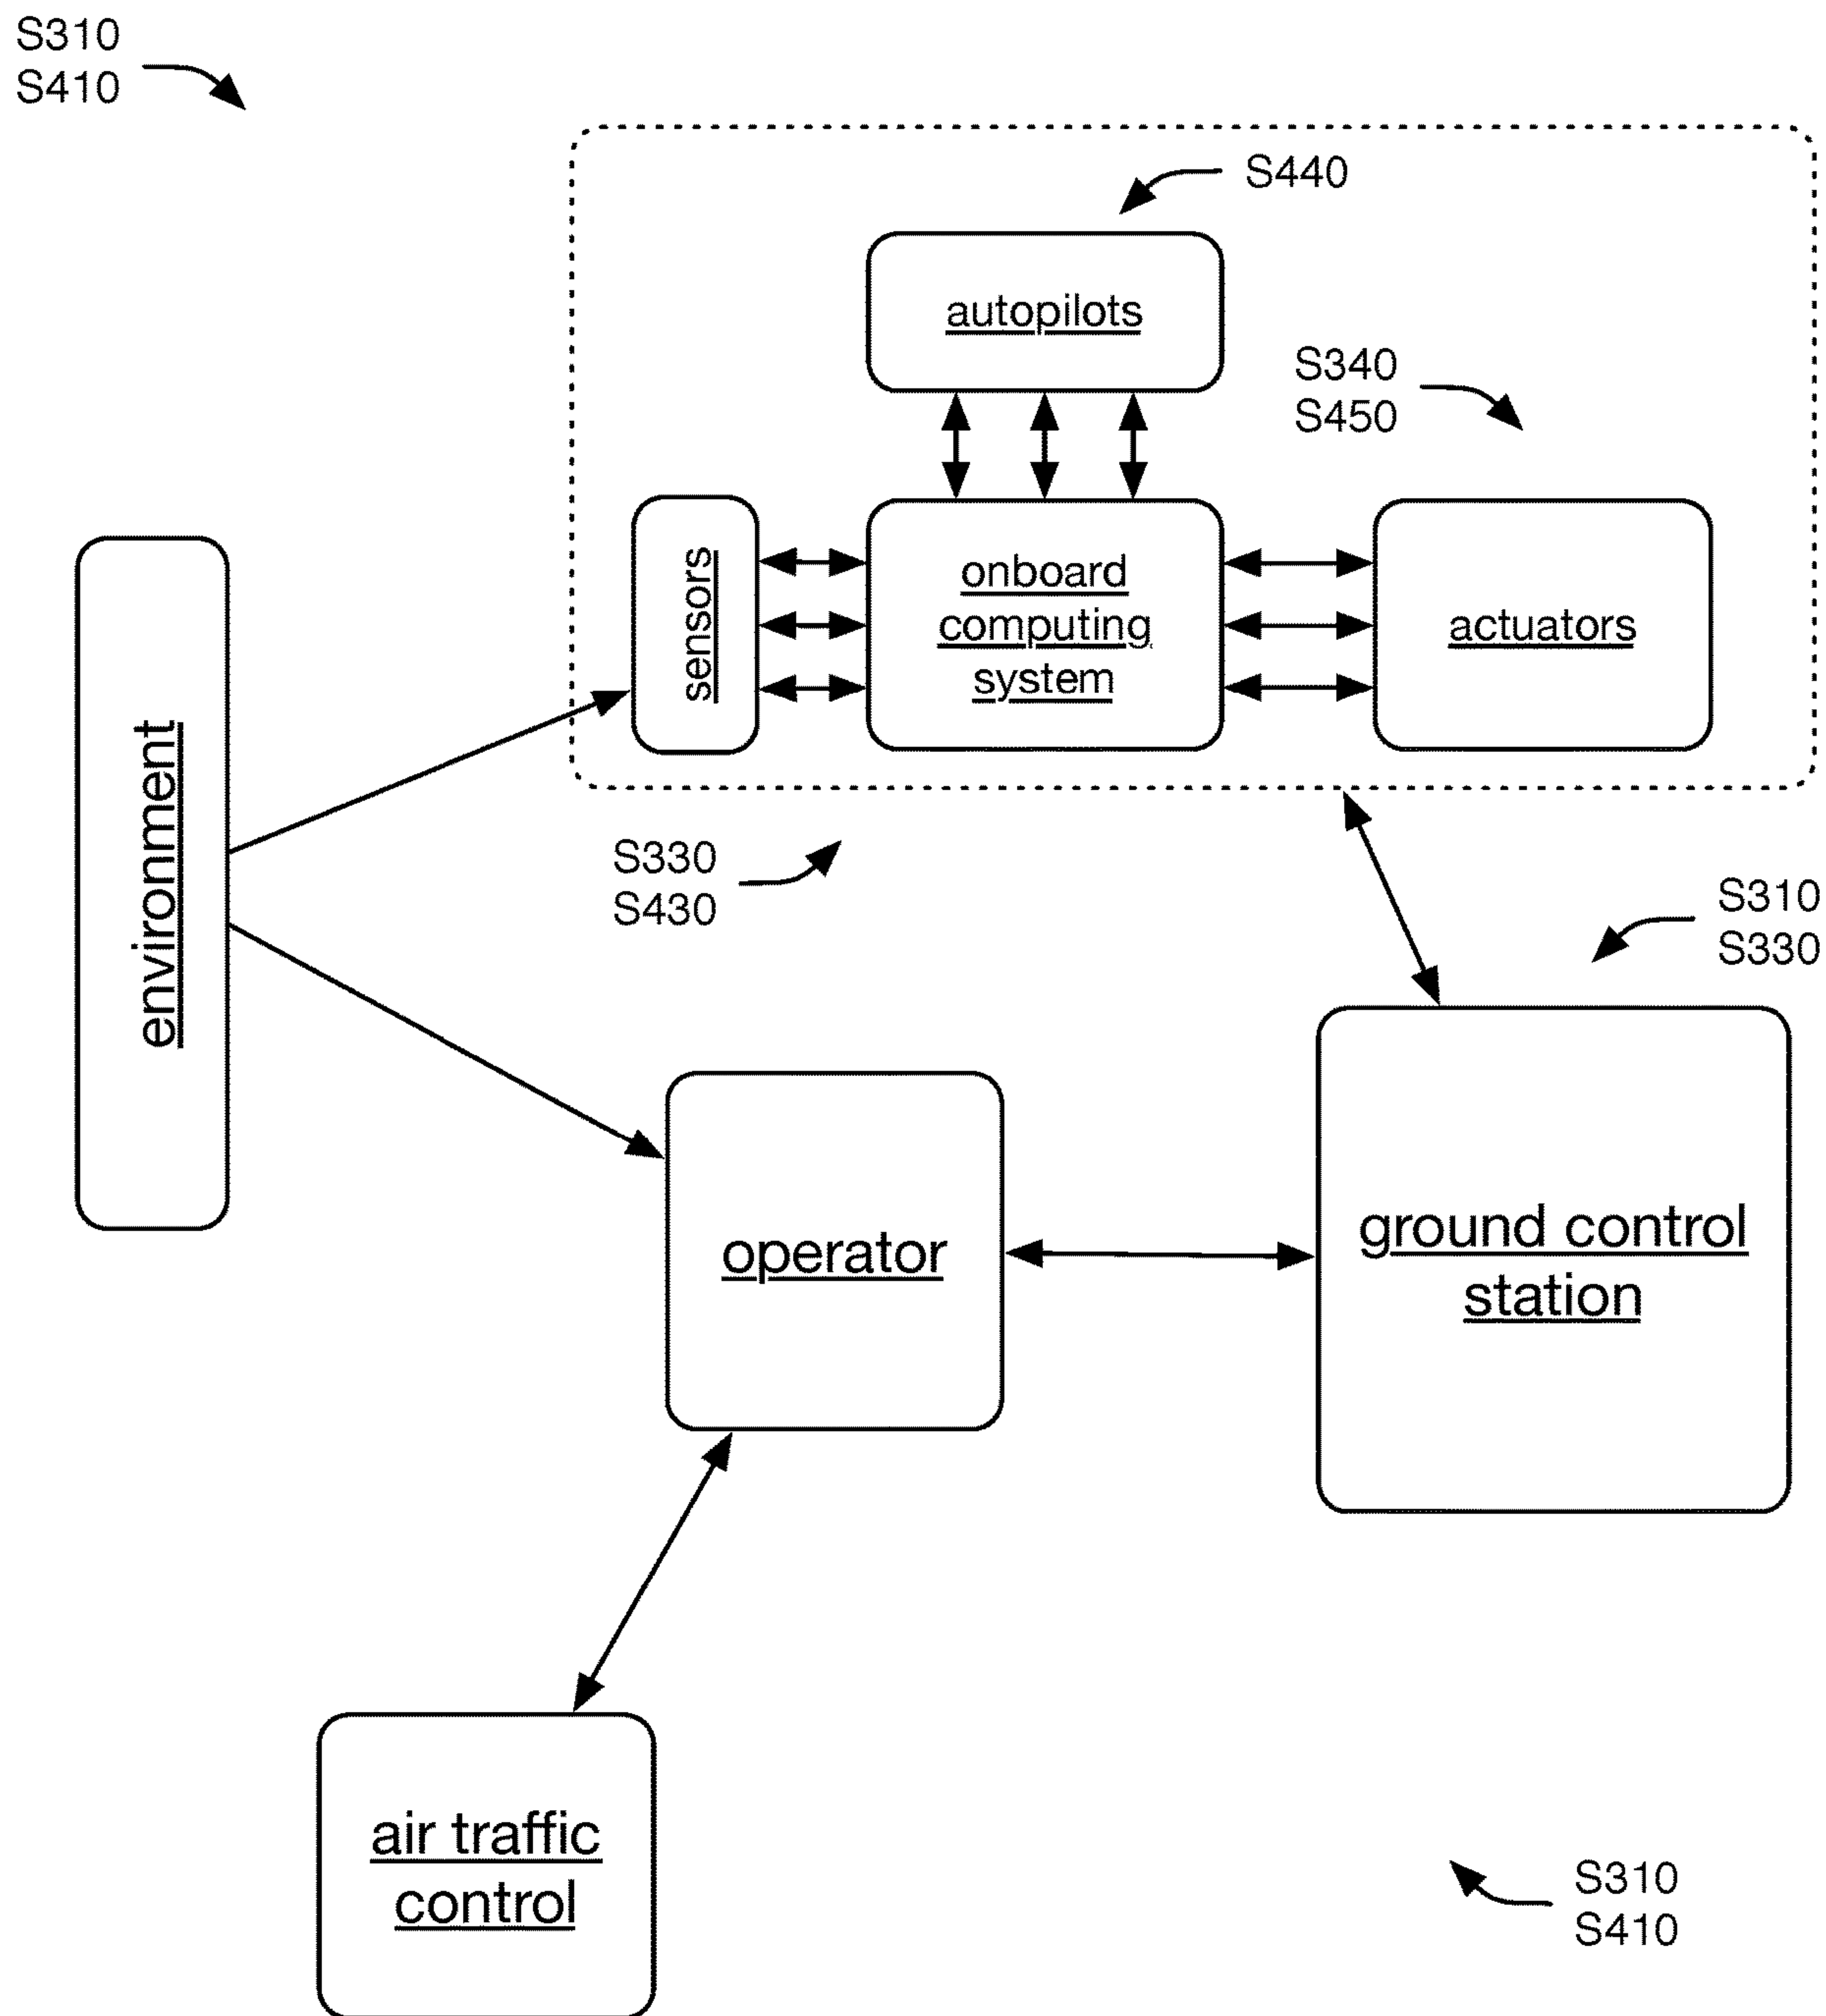 S310
S410
S440
autopilots
S340
S450
sensors
onboard
computing
system
actuators
environment
S330
S430
S310
S330
operator
ground control
station
air traffic
control
S310
S410